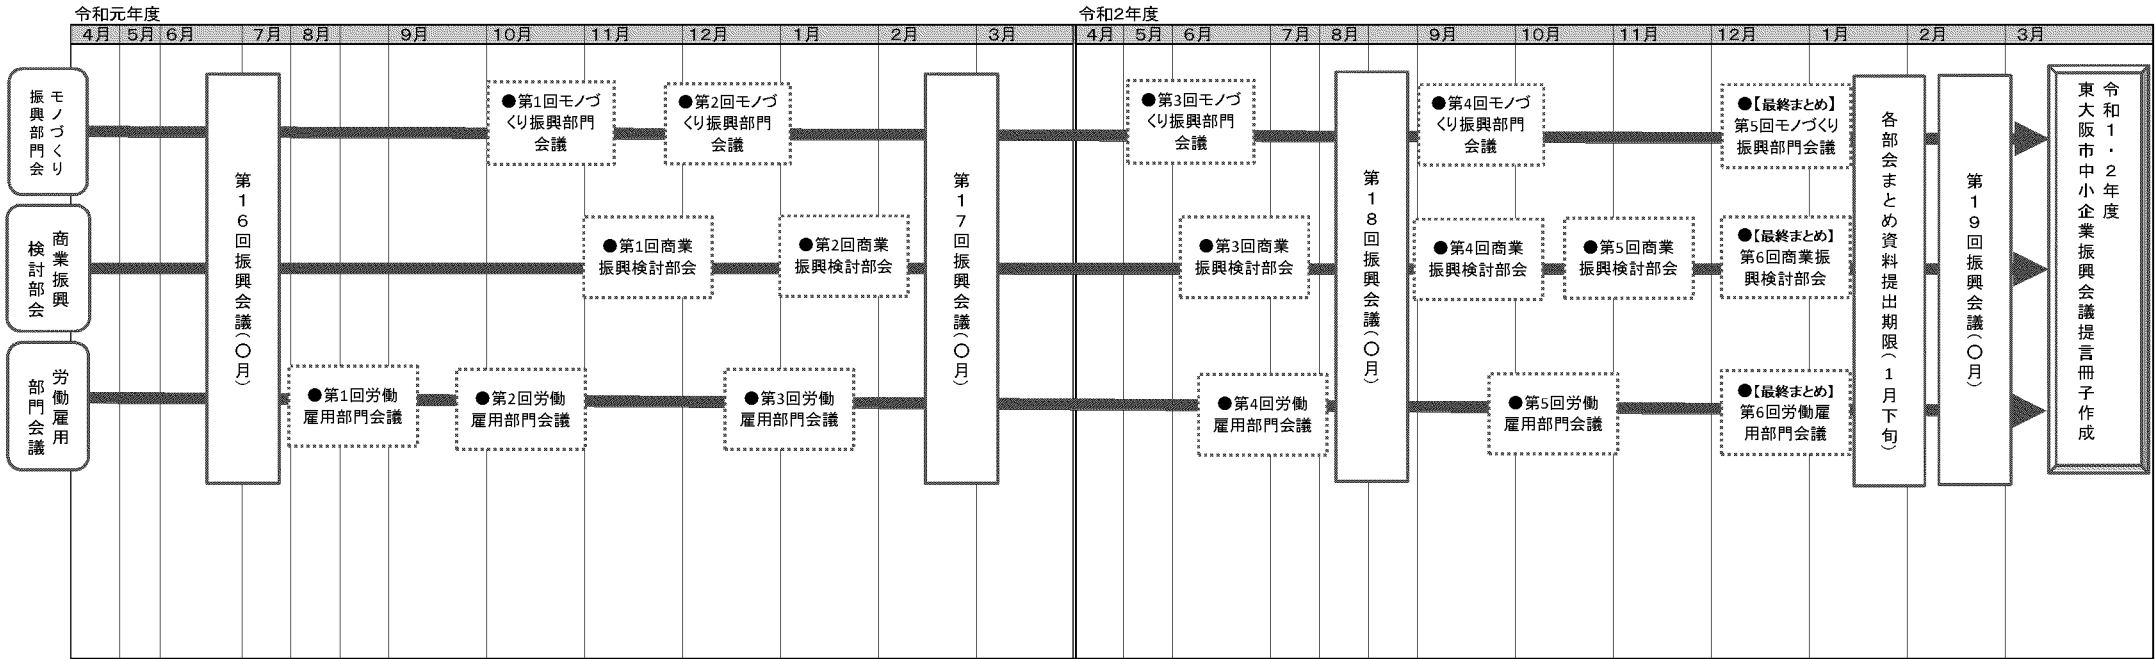 令和元年度
令和2年度
4月 5月 6月 7月 8月 9月 10月 11月 12月 1月 2月 3月 4月 5月 6月 7月 8月 9月 10月 11月 12月 1月 2月 3月
モノづくり
振興部門会
●第1回モノづ
くり振興部門
会議
●第2回モノづ
くり振興部門
会議
●第3回モノづ
くり振興部門
会議
●第4回モノづ
くり振興部門
会議
●【最終まとめ】
第5回モノづくり
振興部門会議
商業振興
検討部会
●第1回商業
振興検討部会
●第2回商業
振興検討部会
●第3回商業
振興検討部会
●第4回商業
振興検討部会
●第5回商業
振興検討部会
●【最終まとめ】
第6回商業振
興検討部会
労働雇用
部門会議
●第1回労働
雇用部門会議
●第2回労働
雇用部門会議
●第3回労働
雇用部門会議
●第4回労働
雇用部門会議
●第5回労働
雇用部門会議
●【最終まとめ】
第6回労働雇
用部門会議
第16回振興会議(〇月)
第17回振興会議(〇月)
第18回振興会議(〇月)
各部会まとめ資料提出期限(1月下旬)
第19回振興会議(〇月)
令和1・2年度
東大阪市中小企業振興会議提言冊子作成